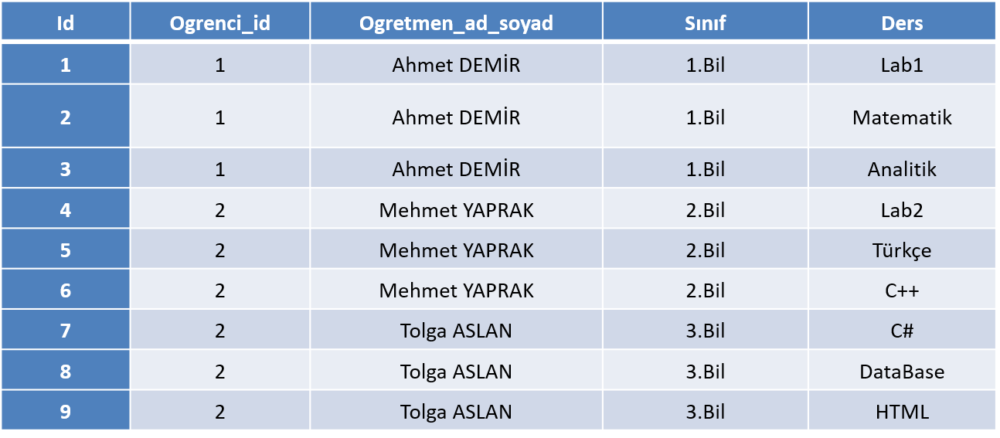 Id Ogrenci_id Ogretmen_ad_soyad Sınıf Ders
1 1 Ahmet DEMİR 1.Bil Lab1
2 1 Ahmet DEMİR 1.Bil Matematik
3 1 Ahmet DEMİR 1.Bil Analitik
4 2 Mehmet YAPRAK 2.Bil Lab2
5 2 Mehmet YAPRAK 2.Bil Türkçe
6 2 Mehmet YAPRAK 2.Bil C++
7 2 Tolga ASLAN 3.Bil C#
8 2 Tolga ASLAN 3.Bil DataBase
9 2 Tolga ASLAN 3.Bil HTML